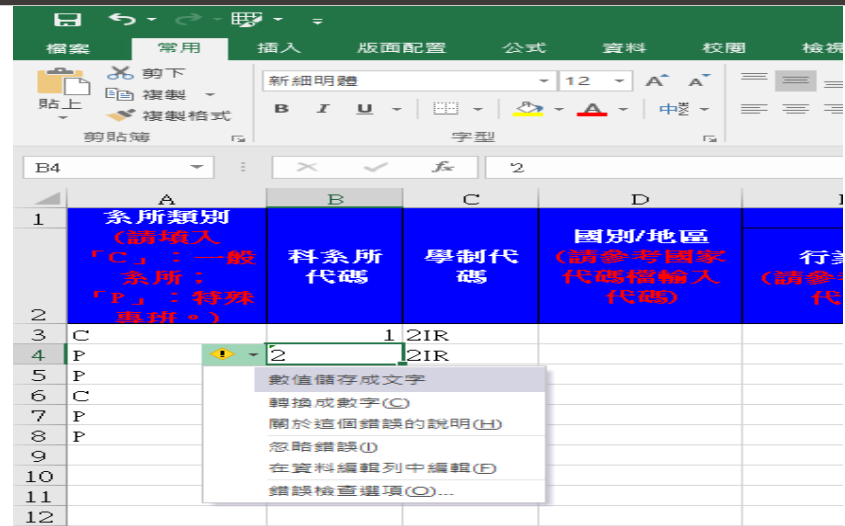 檔案 常用 插入 版面配置 公式 資料 校閱 檢視
剪下
複製
貼上
複製格式
剪貼簿
新細明體 12 A A
B I U A 中
字型
B4 fx '2
A B C D
1 系所類別
(請填入
「C」：一般
系所；
「P」：特殊
專班。)
科系所
代碼
學制代
碼
國別/地區
(請參考國家
代碼檔輸入
代碼)
2
3 C 1 2IR
4 P 2 2IR
5 P
6 C
7 P
8 P
9
10
11
12
數值儲存成文字
轉換成數字(C)
關於這個錯誤的說明(H)
忽略錯誤(I)
在資料編輯列中編輯(F)
錯誤檢查選項(O)...